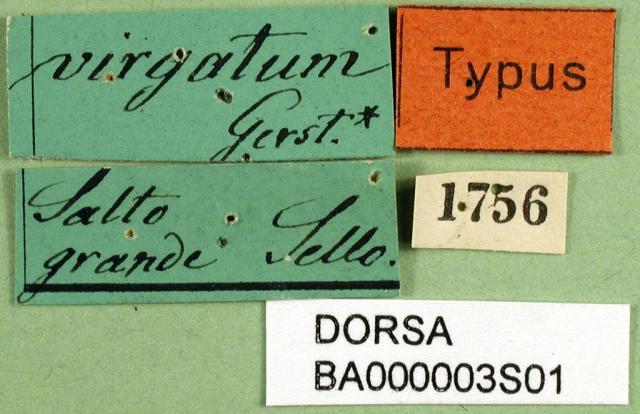 virgatum
Gerst.*
Typus
Salto
grande Sello.
1756
DORSA
BA000003S01